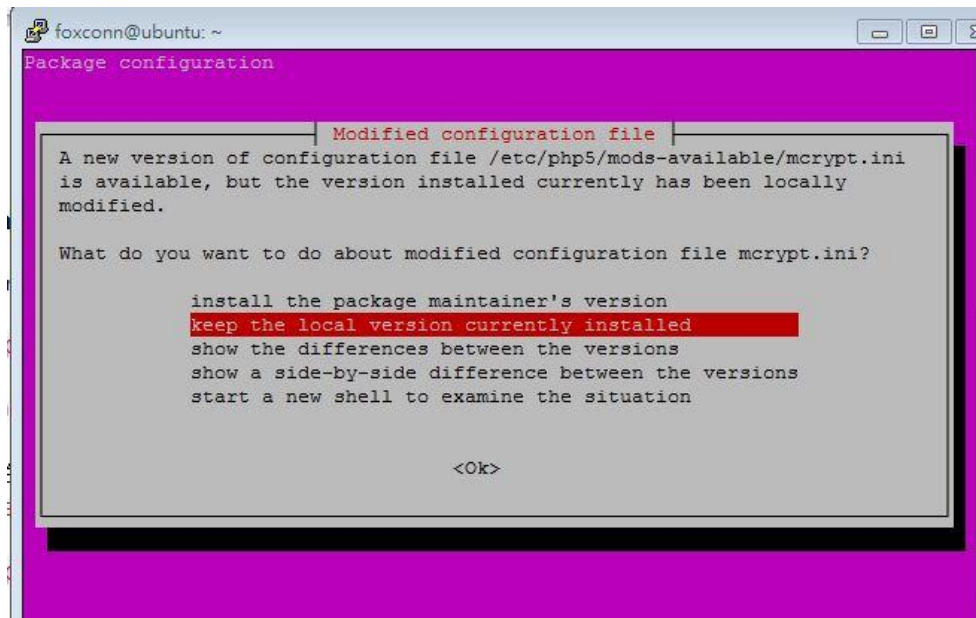 foxconn@ubuntu: ~
Package configuration
Modified configuration file
A new version of configuration file /etc/php5/mods-available/mcrypt.ini
is available, but the version installed currently has been locally
modified.
What do you want to do about modified configuration file mcrypt.ini?
install the package maintainer's version
keep the local version currently installed
show the differences between the versions
show a side-by-side difference between the versions
start a new shell to examine the situation
<Ok>